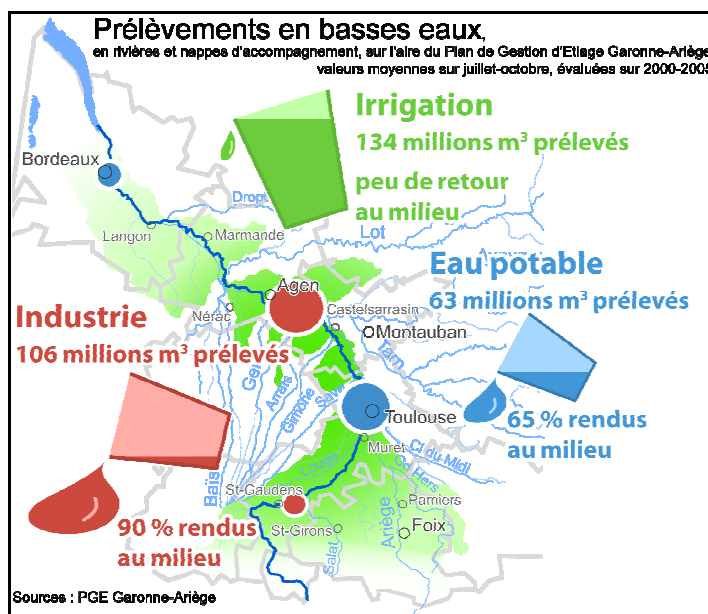 Prélèvements en basses eaux,
en rivières et nappes d'accompagnement, sur l'aire du Plan de Gestion d'Etiage Garonne-Ariège
valeurs moyennes sur juillet-octobre, évaluées sur 2000-2005
Irrigation
134 millions m³ prélevés
peu de retour
au milieu
Bordeaux
Dropt
Langon
Marmande
Lot
Eau potable
63 millions m³ prélevés
Agen
Nérac
Castelsarrasin
Montauban
Tarn
Industrie
106 millions m³ prélevés
Gers
Arrats
Gimone
Save
Toulouse
65 % rendus
au milieu
Muret
Cl du Midi
Baïse
St-Gaudens
Pamiers
St-Girons
Foix
Salat
Ariège
90 % rendus
au milieu
Sources : PGE Garonne-Ariège